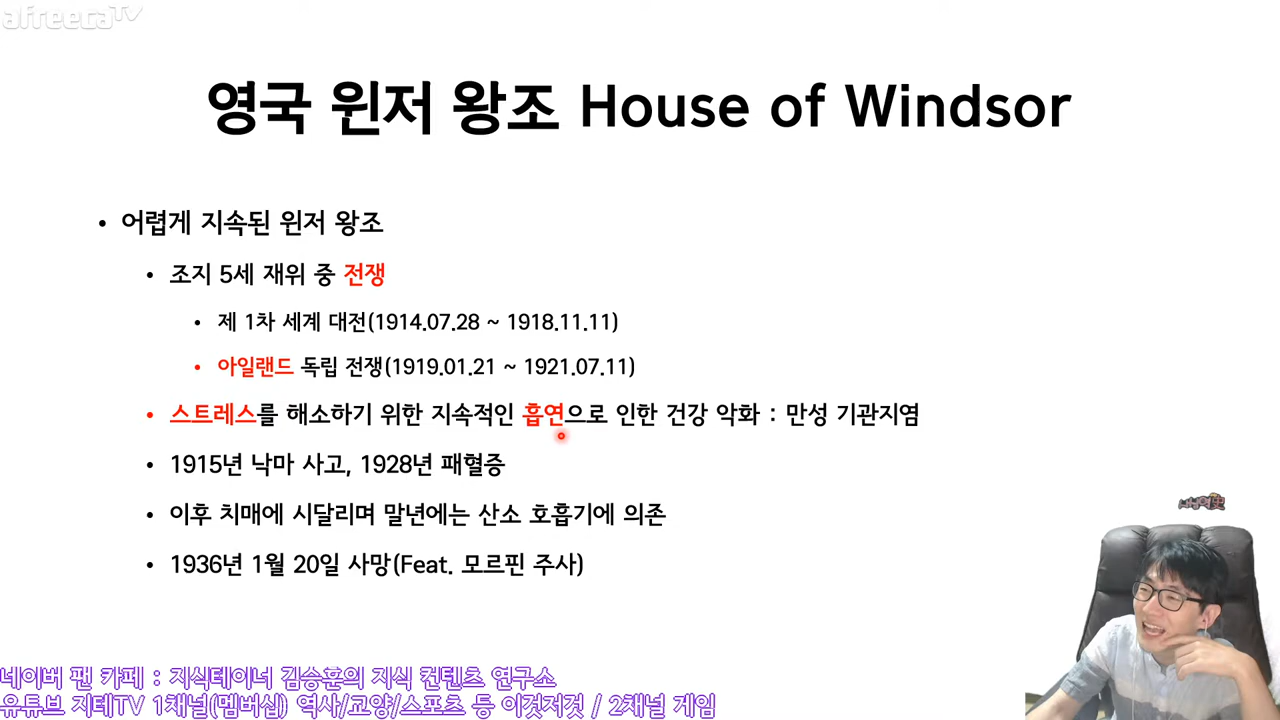 afreecaTV
영국 윈저 왕조 House of Windsor
• 어렵게 지속된 윈저 왕조
• 조지 5세 재위 중 전쟁
• 제 1차 세계 대전(1914.07.28 ~ 1918.11.11)
• 아일랜드 독립 전쟁(1919.01.21 ~ 1921.07.11)
• 스트레스를 해소하기 위한 지속적인 흡연으로 인한 건강 악화 : 만성 기관지염
• 1915년 낙마 사고, 1928년 패혈증
• 이후 치매에 시달리며 말년에는 산소 호흡기에 의존
• 1936년 1월 20일 사망(Feat. 모르핀 주사)
네이버 팬 카페 : 지식테이너 김승훈의 지식 컨텐츠 연구소
유튜브 지테TV 1채널(멤버십) 역사/교양/스포츠 등 이것저것 / 2채널 게임